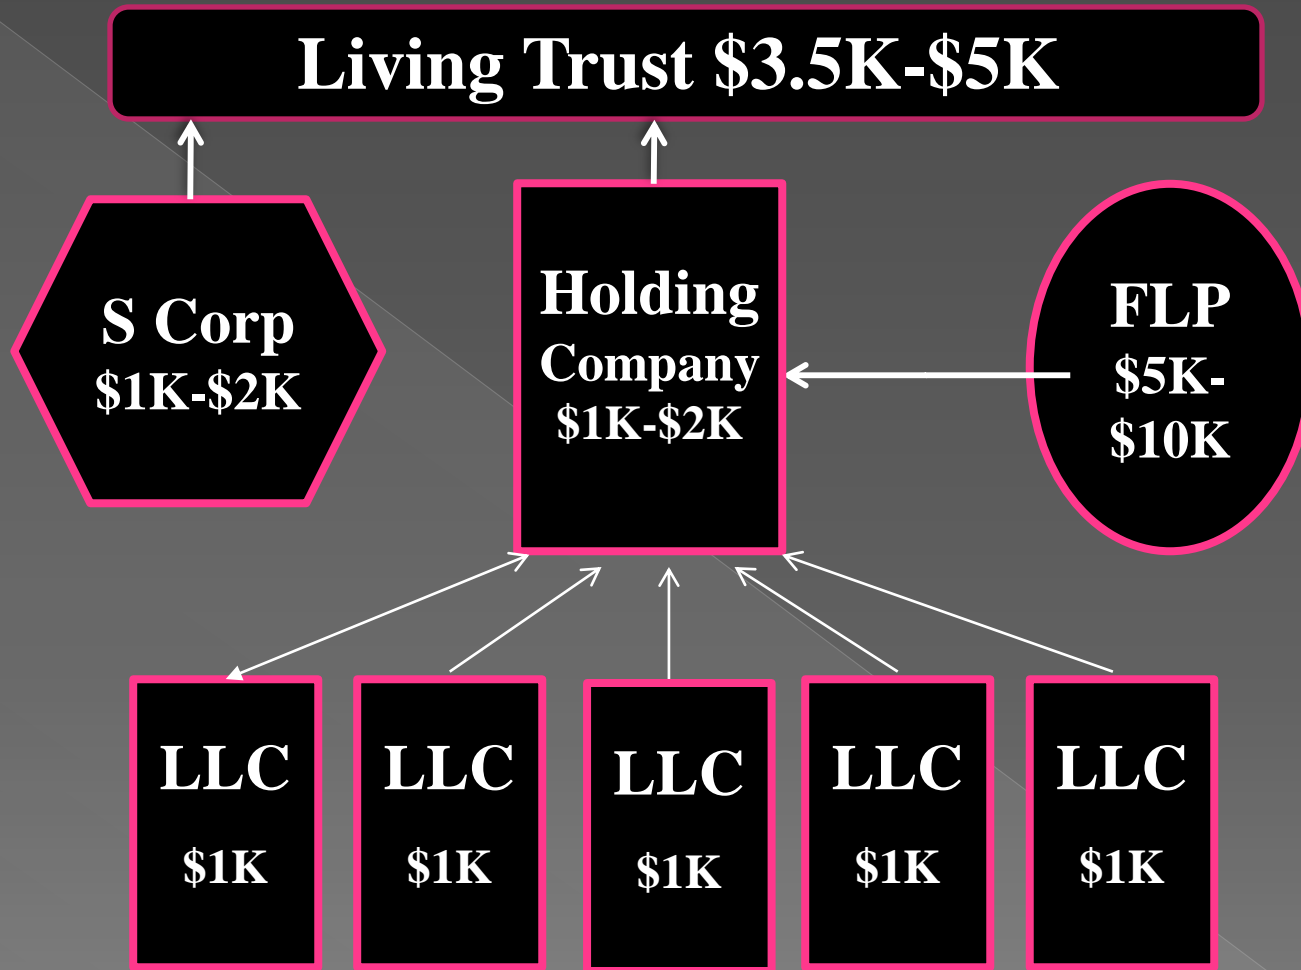 Living Trust $3.5K-$5K
S Corp
$1K-$2K
Holding
Company
$1K-$2K
FLP
$5K-
$10K
LLC
$1K
LLC
$1K
LLC
$1K
LLC
$1K
LLC
$1K